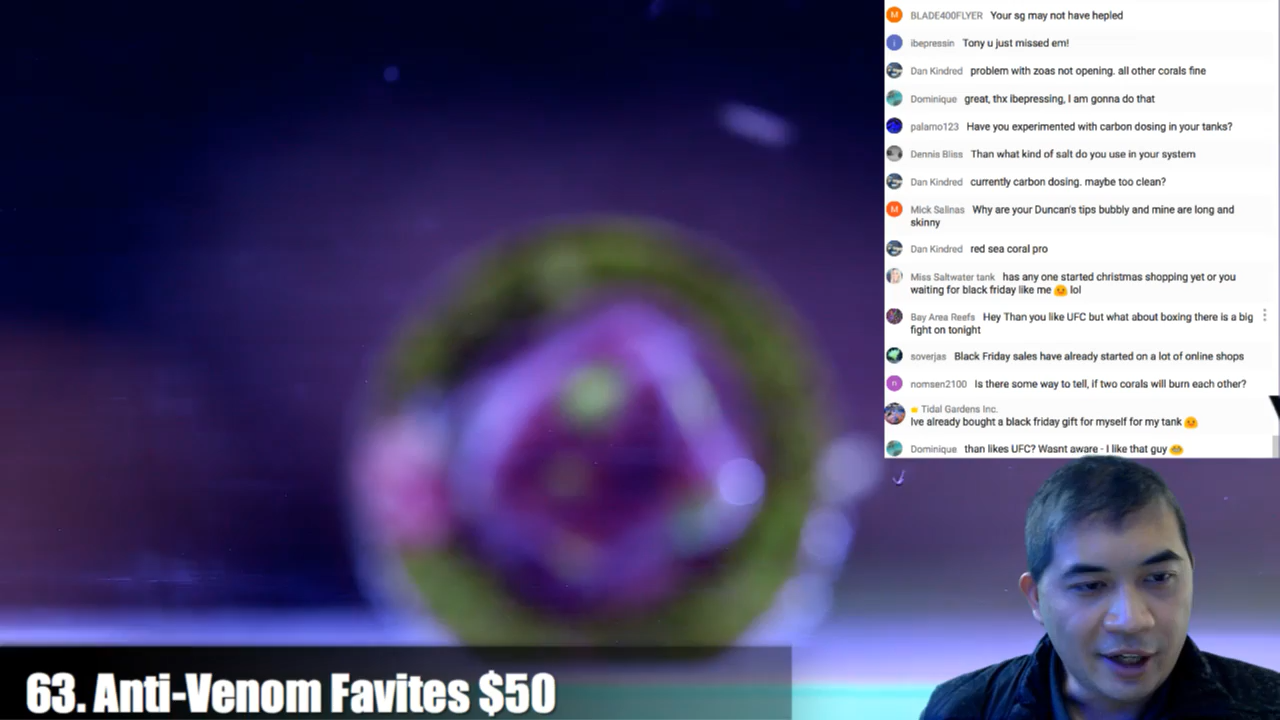 BLADE400FLYER Your sg may not have hepled
ibepressin Tony u just missed em!
Dan Kindred problem with zoas not opening. all other corals fine
Dominique great, thx ibepressing, I am gonna do that
palamo123 Have you experimented with carbon dosing in your tanks?
Dennis Bliss Than what kind of salt do you use in your system
Dan Kindred currently carbon dosing. maybe too clean?
Mick Salinas Why are your Duncan's tips bubbly and mine are long and
skinny
Dan Kindred red sea coral pro
Miss Saltwater tank has any one started christmas shopping yet or you
waiting for black friday like me lol
Bay Area Reefs Hey Than you like UFC but what about boxing there is a big
fight on tonight
soverjas Black Friday sales have already started on a lot of online shops
nomsen2100 Is there some way to tell, if two corals will burn each other?
Tidal Gardens Inc.
Ive already bought a black friday gift for myself for my tank
Dominique than likes UFC? Wasnt aware - I like that guy
63. Anti-Venom Favites $50